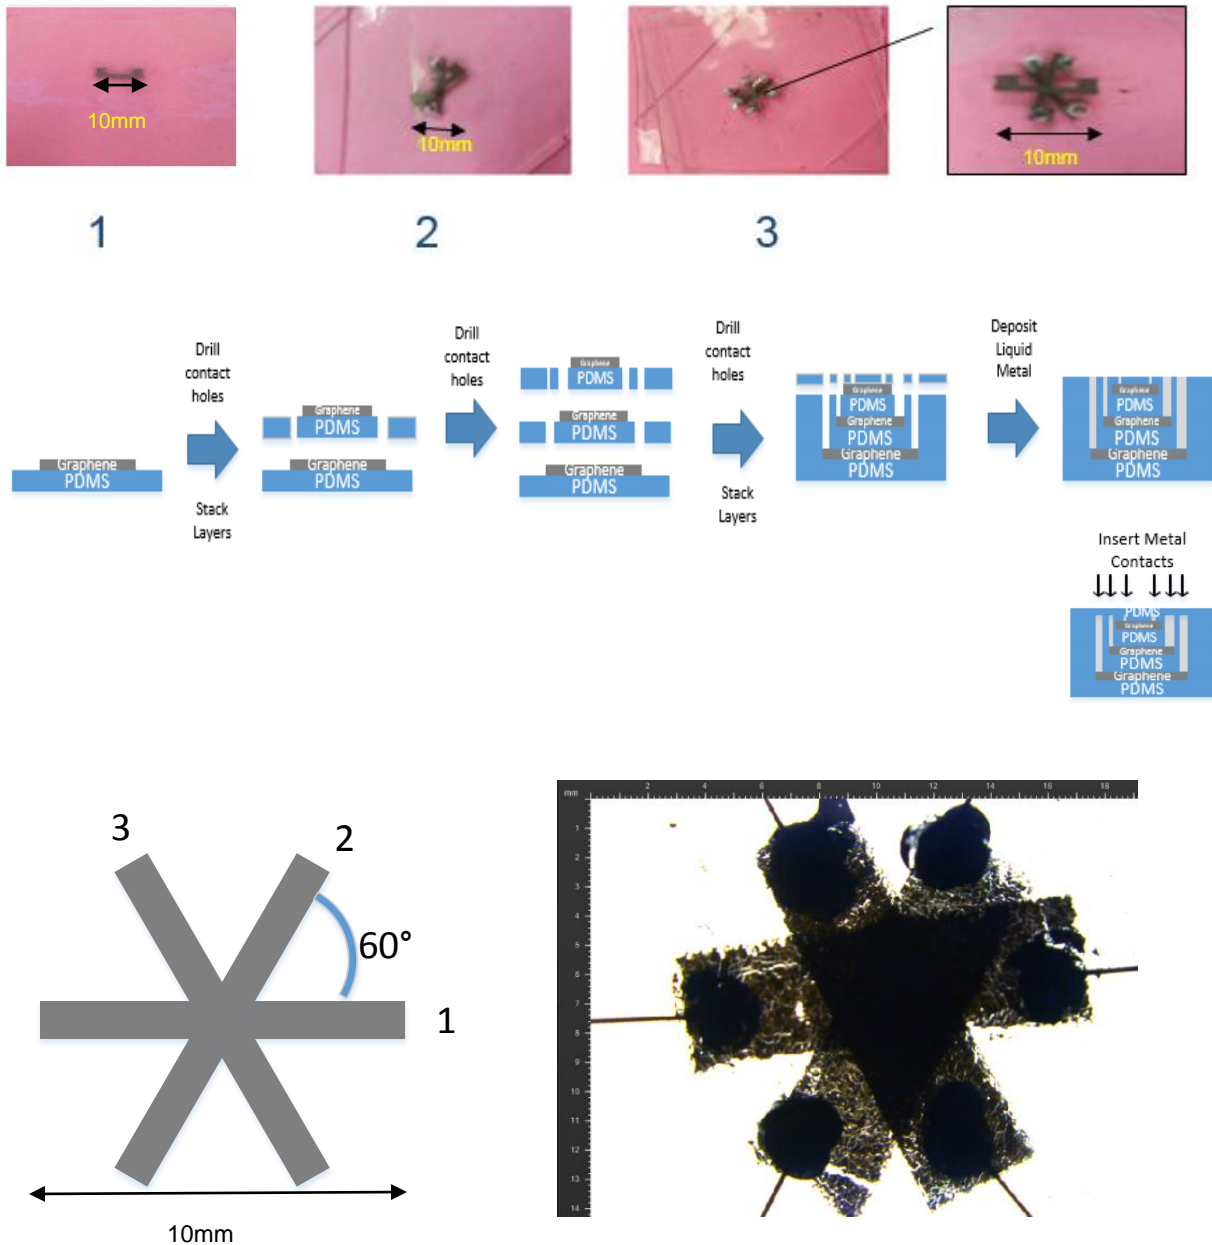 10mm
10mm
10mm
1
2
3
Drill
contact
holes
Stack
Layers
Drill
contact
holes
Drill
contact
holes
Stack
Layers
Deposit
Liquid
Metal
Graphene
PDMS
Graphene
PDMS
Graphene
PDMS
Graphene
PDMS
Graphene
PDMS
Graphene
PDMS
Graphene
PDMS
Graphene
PDMS
Graphene
PDMS
Graphene
PDMS
Graphene
PDMS
Graphene
PDMS
Insert Metal
Contacts
PDMS
Graphene
PDMS
Graphene
PDMS
Graphene
PDMS
3
2
60°
1
10mm
mm
2 4 6 8 10 12 14 16 18
1
2
3
4
5
6
7
8
9
10
11
12
13
14